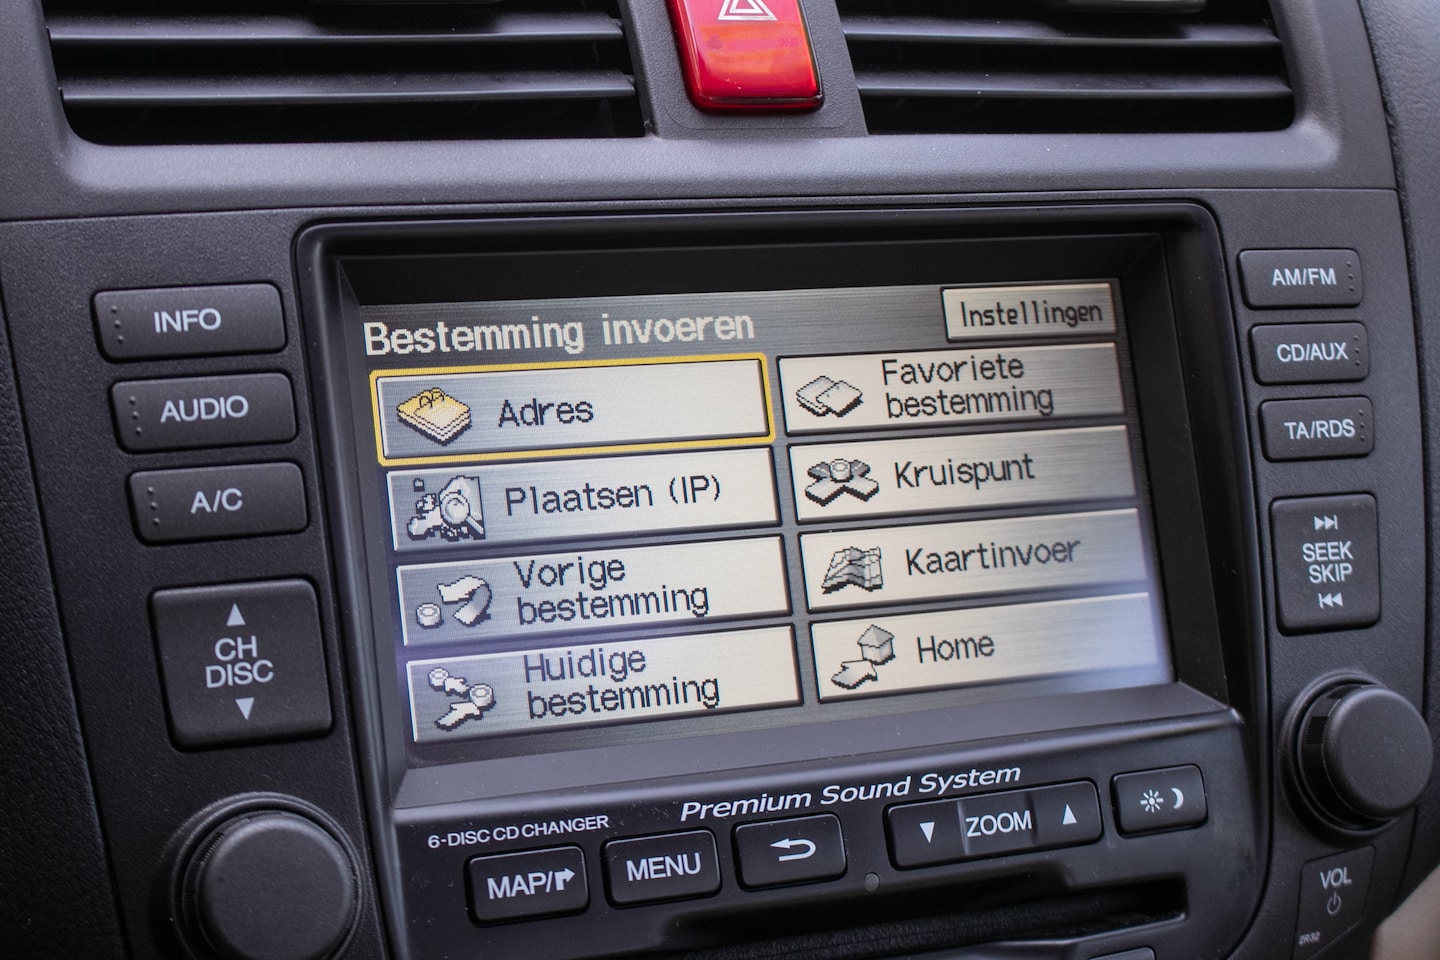 INFO
AUDIO
A/C
CH
DISC
Bestemming invoeren
Instellingen
Adres
Favoriete
bestemming
Plaatsen (IP)
Kruispunt
Vorige
bestemming
Kaartinvoer
Huidige
bestemming
Home
AM/FM
CD/AUX
TA/RDS
SEEK
SKIP
Premium Sound System
6-DISC CD CHANGER
MAP/
MENU
ZOOM
VOL
2R32